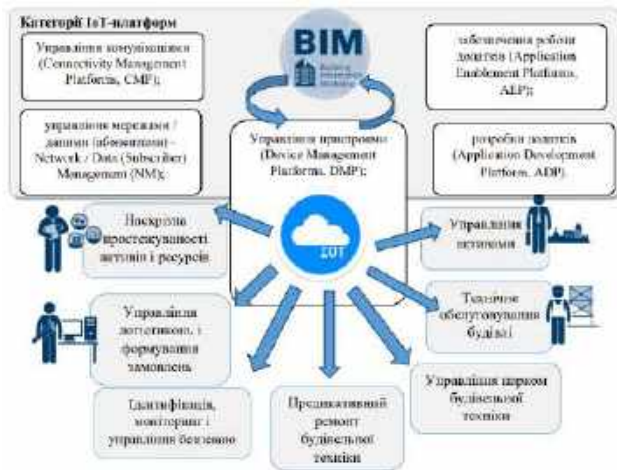 Категорії IoT-платформ
Управління комунікаціями
(Connectivity Management
Platforms, CMP);
управління мережами /
даними (абонентами) -
Network / Data (Subscriber)
Management (NM);
BIM
Управління пристроями
(Device Management
Platforms, DMP);
забезпечення роботи
додатків (Application
Enablement Platforms,
AEP);
розробки додатків
(Application Development
Platform, ADP)
IOT
Наскрізна
простежуваності
активів і ресурсів
Управління
активами
Управління
логістикою і
формування
замовлень
Технічне
обслуговування
будівлі
Ідентифікація,
моніторинг і
управління безпекою
Предикативний
ремонт
будівельної
техніки
Управління парком
будівельної
техніки